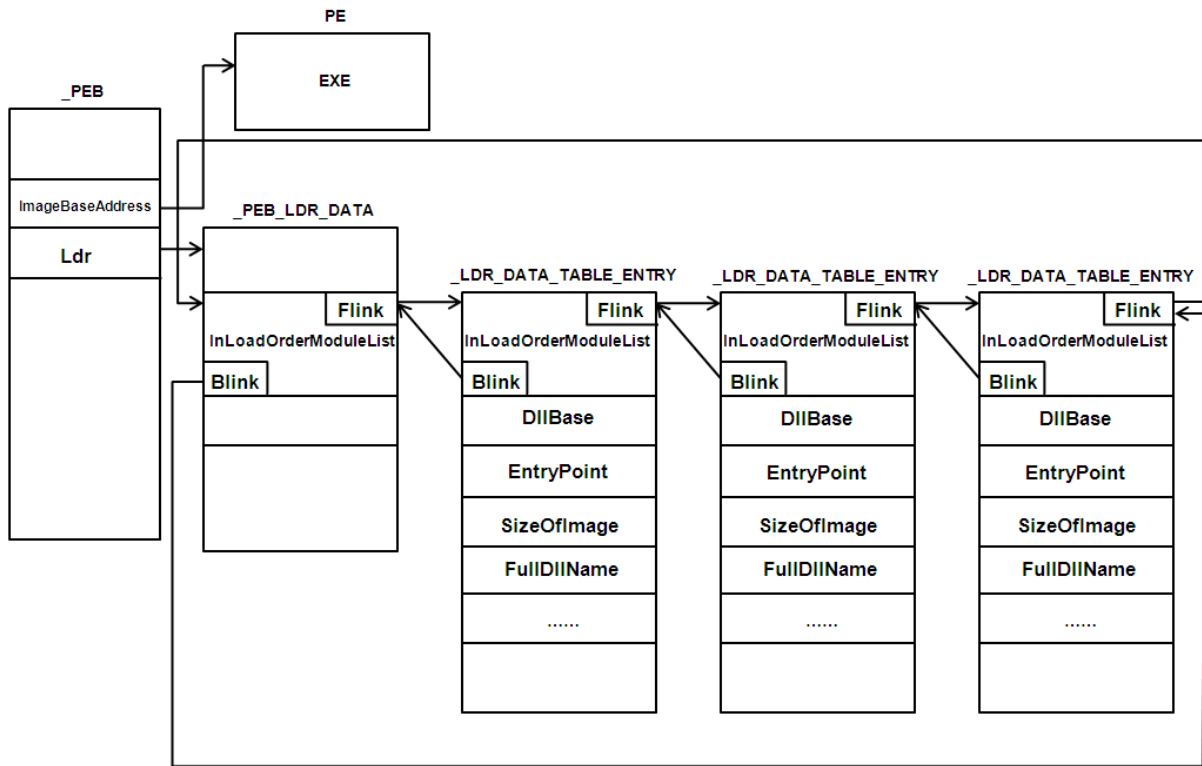 PE
EXE
_PEB
ImageBaseAddress
Ldr
_PEB_LDR_DATA
Flink
InLoadOrderModuleList
Blink
_LDR_DATA_TABLE_ENTRY
Flink
InLoadOrderModuleList
Blink
DllBase
EntryPoint
SizeOfImage
FullDllName
......
_LDR_DATA_TABLE_ENTRY
Flink
InLoadOrderModuleList
Blink
DllBase
EntryPoint
SizeOfImage
FullDllName
......
_LDR_DATA_TABLE_ENTRY
Flink
InLoadOrderModuleList
Blink
DllBase
EntryPoint
SizeOfImage
FullDllName
......